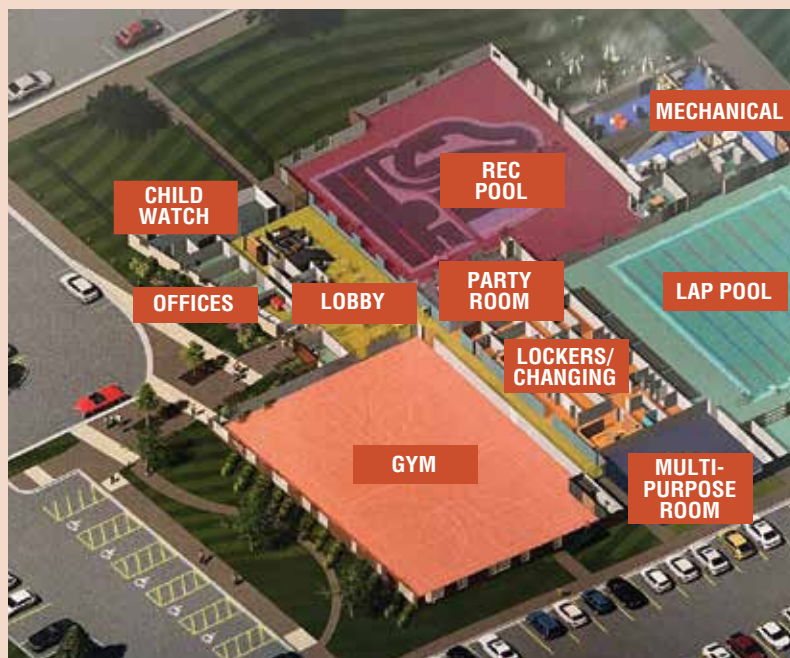 MECHANICAL
REC
POOL
CHILD
WATCH
LAP POOL
PARTY
ROOM
OFFICES
LOBBY
LOCKERS/
CHANGING
GYM
MULTI-
PURPOSE
ROOM